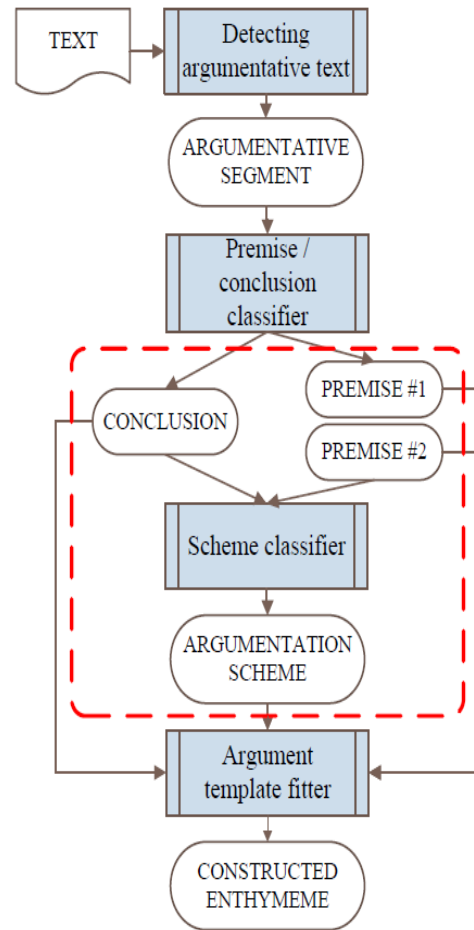 TEXT
Detecting
argumentative text
ARGUMENTATIVE
SEGMENT
Premise /
conclusion
classifier
CONCLUSION
PREMISE #1
PREMISE #2
Scheme classifier
ARGUMENTATION
SCHEME
Argument
template fitter
CONSTRUCTED
ENTHYMEME